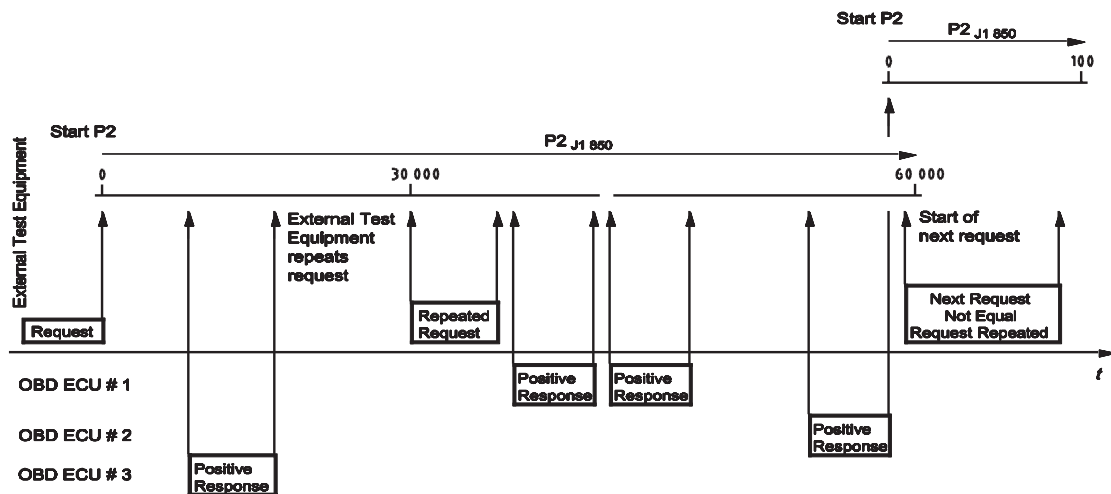 Start P2
P2 J1 850
0
100
Start P2
P2 J1 850
0
30 000
60 000
External Test Equipment
External Test
Equipment
repeats
request
Start of
next request
Request
Repeated
Request
Next Request
Not Equal
Request Repeated
t
OBD ECU # 1
Positive
Response
Positive
Response
OBD ECU # 2
Positive
Response
OBD ECU # 3
Positive
Response